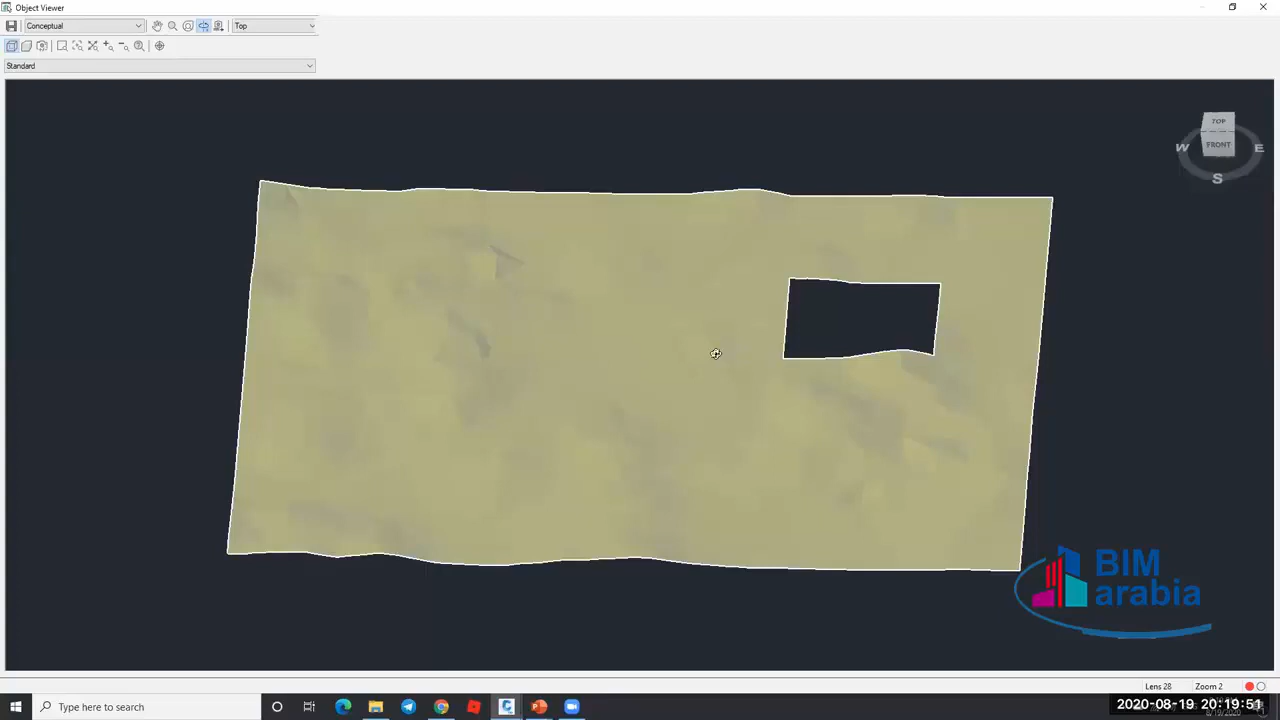 Object Viewer
Conceptual
Top
Standard
TOP
FRONT
W
E
S
BIM
arabia
Lens 28
Zoom 2
Type here to search
2020-08-19 20:19:51